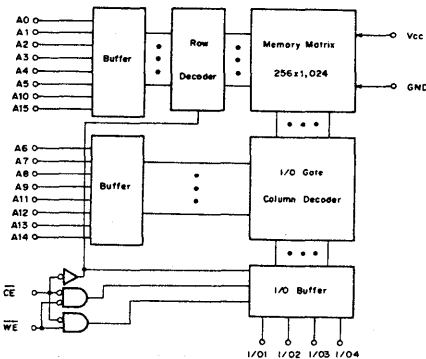 A0
A1
A2
A3
A4
A5
A10
A15
Buffer
Row
Decoder
Memory Matrix
256x1,024
Vcc
GND
A6
A7
A8
A9
A11
A12
A13
A14
Buffer
I/O Gate
Column Decoder
I/O Buffer
CE
WE
I/O1 I/O2 I/O3 I/O4